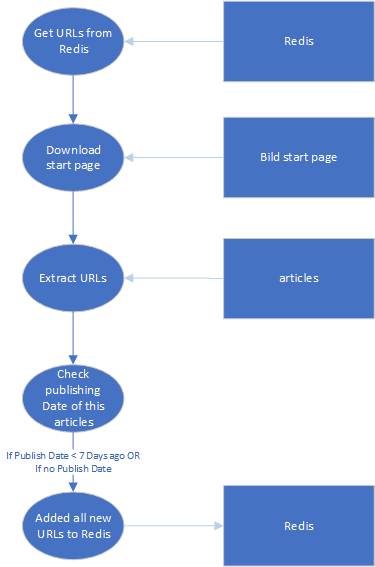 Get URLs from
Redis
Redis
Download
start page
Bild start page
Extract URLs
articles
Check
publishing
Date of this
articles
If Publish Date < 7 Days ago OR
If no Publish Date
Added all new
URLs to Redis
Redis